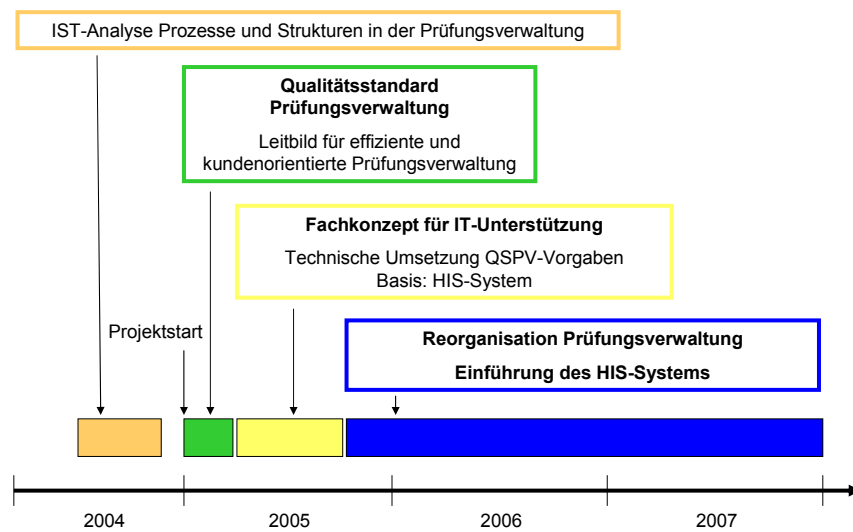 IST-Analyse Prozesse und Strukturen in der Prüfungsverwaltung
Qualitätsstandard
Prüfungsverwaltung
Leitbild für effiziente und
kundenorientierte Prüfungsverwaltung
Fachkonzept für IT-Unterstützung
Technische Umsetzung QSPV-Vorgaben
Basis: HIS-System
Projektstart
Reorganisation Prüfungsverwaltung
Einführung des HIS-Systems
2004
2005
2006
2007